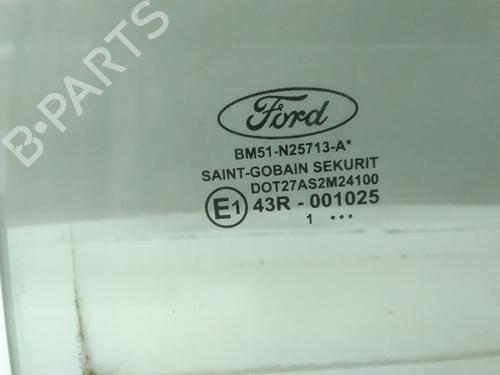 B-PARTS
Ford
BM51-N25713-A*
SAINT-GOBAIN SEKURIT
DOT27AS2M24100
E1 43R - 001025
1 •••